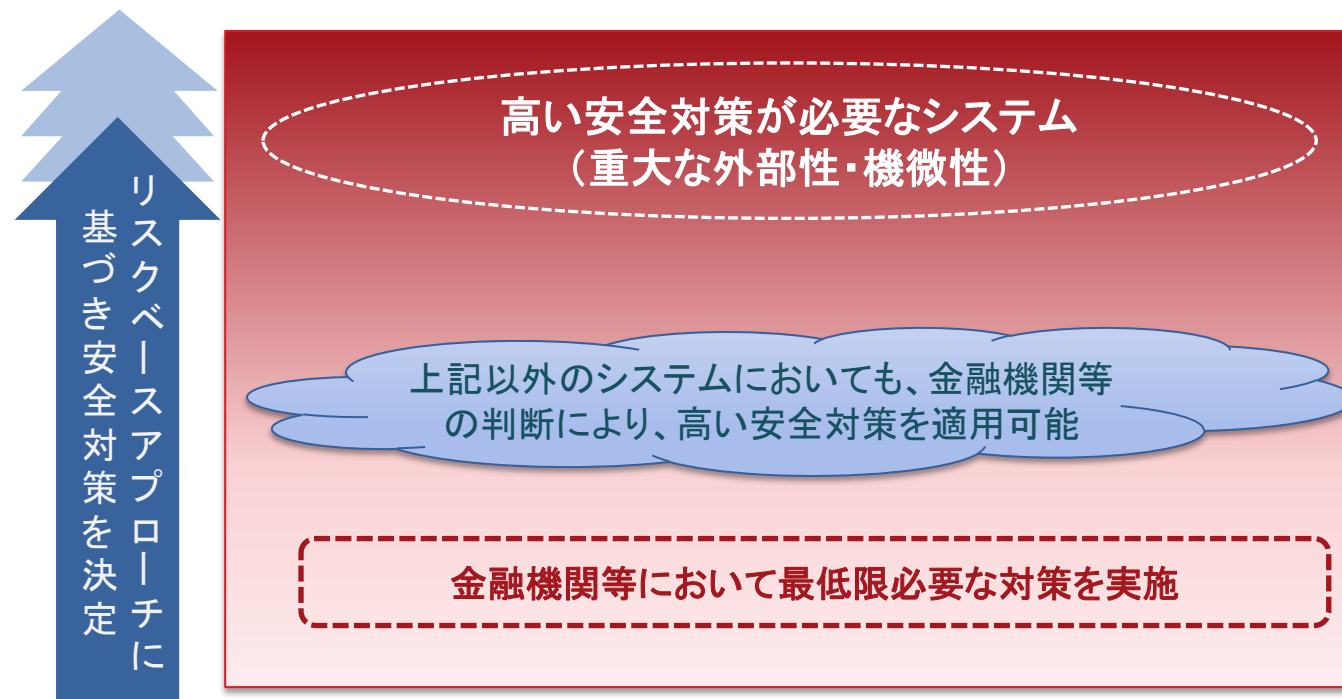 リスクベースアプローチに
基づき安全対策を決定
高い安全対策が必要なシステム
（重大な外部性・機微性）
上記以外のシステムにおいても、金融機関等
の判断により、高い安全対策を適用可能
金融機関等において最低限必要な対策を実施